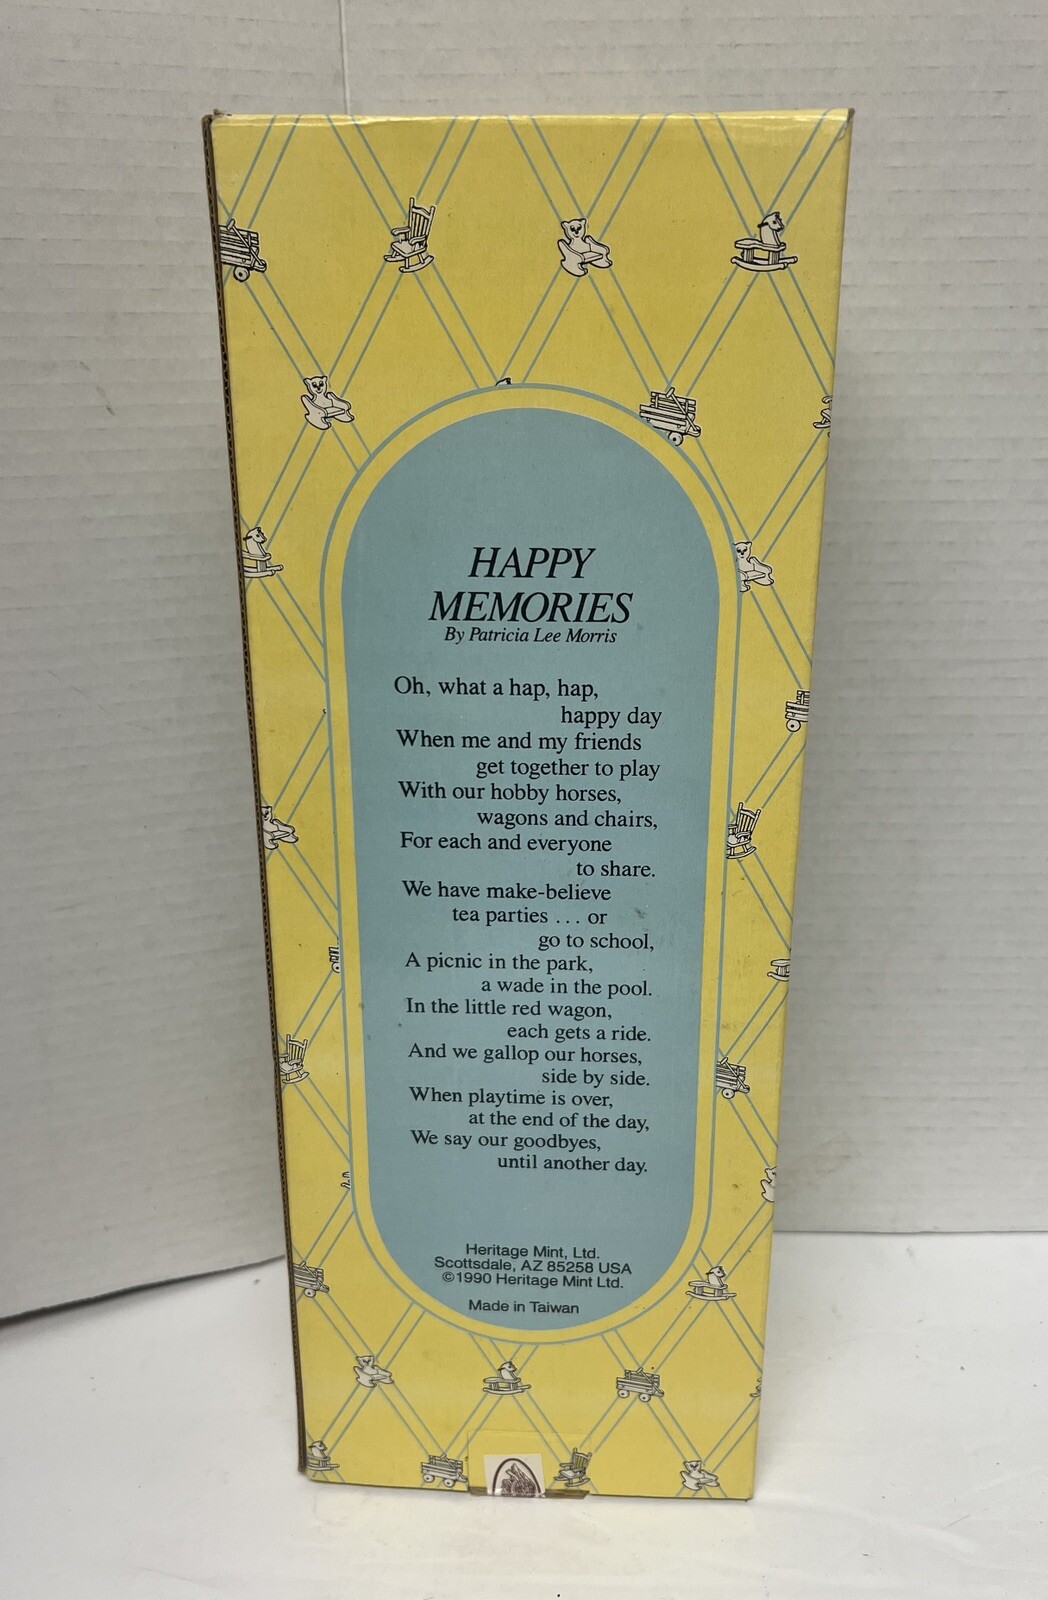 HAPPY
MEMORIES
By Patricia Lee Morris
Oh, what a hap, hap,
happy day
When me and my friends
get together to play
With our hobby horses,
wagons and chairs,
For each and everyone
to share.
We have make-believe
tea parties . . . or
go to school,
A picnic in the park,
a wade in the pool.
In the little red wagon,
each gets a ride.
And we gallop our horses,
side by side.
When playtime is over,
at the end of the day,
We say our goodbyes,
until another day.
Heritage Mint, Ltd.
Scottsdale, AZ 85258 USA
©1990 Heritage Mint Ltd.
Made in Taiwan